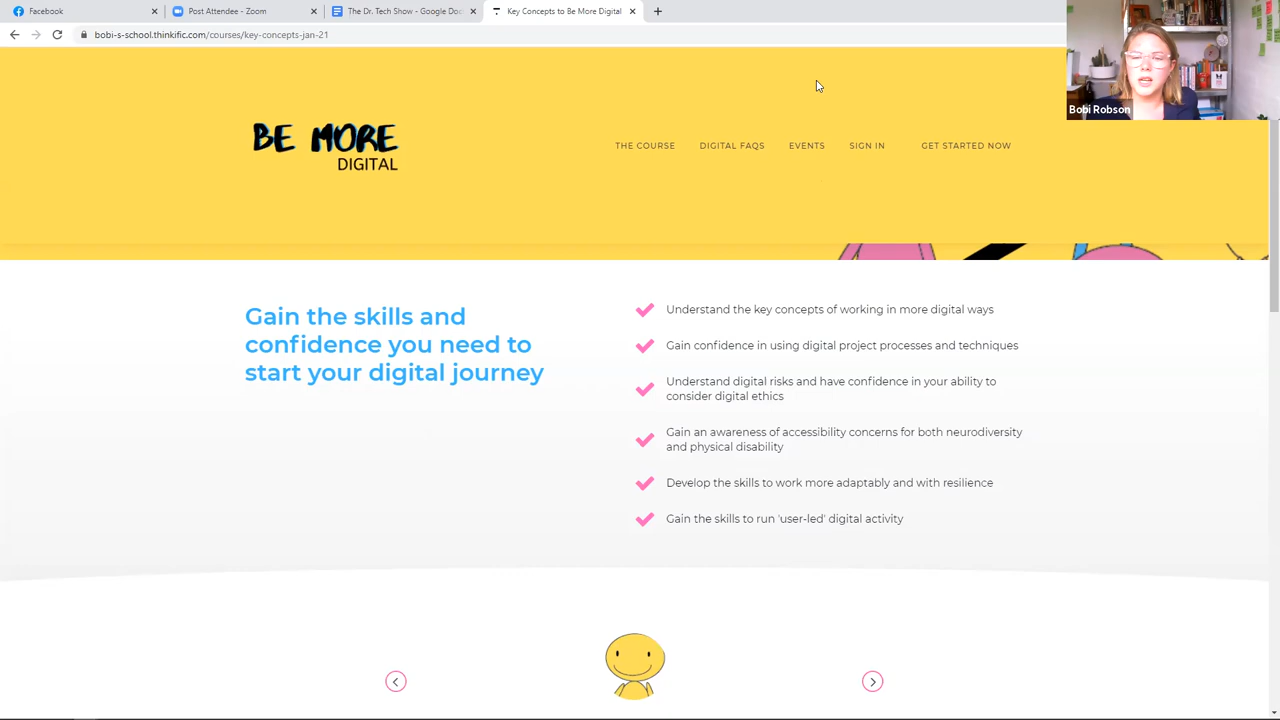 Facebook
Post Attendee - Zoom
The Dr. Tech Show - Google Doc
Key Concepts to Be More Digital
bobi-s-school.thinkific.com/courses/key-concepts-jan-21
Bobi Robson
BE MORE
DIGITAL
THE COURSE
DIGITAL FAQS
EVENTS
SIGN IN
GET STARTED NOW
Gain the skills and
confidence you need to
start your digital journey
Understand the key concepts of working in more digital ways
Gain confidence in using digital project processes and techniques
Understand digital risks and have confidence in your ability to
consider digital ethics
Gain an awareness of accessibility concerns for both neurodiversity
and physical disability
Develop the skills to work more adaptably and with resilience
Gain the skills to run 'user-led' digital activity